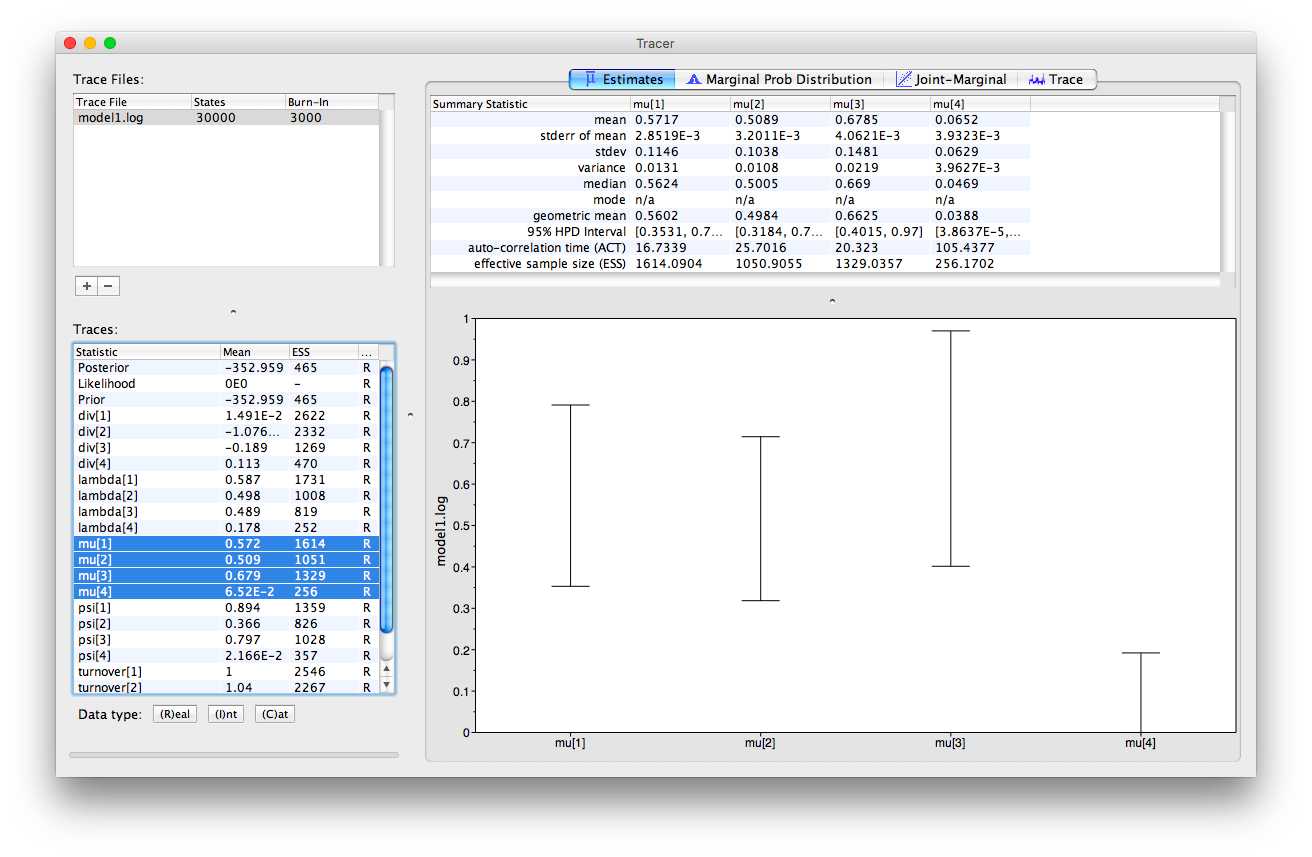 Tracer
Trace Files:
Trace File States Burn-In
model1.log 30000 3000
+ −
Traces:
Statistic Mean ESS ...
Posterior −352.959 465 R
Likelihood 0E0 - R
Prior −352.959 465 R
div[1] 1.491E-2 2622 R
div[2] −1.076... 2332 R
div[3] −0.189 1269 R
div[4] 0.113 470 R
lambda[1] 0.587 1731 R
lambda[2] 0.498 1008 R
lambda[3] 0.489 819 R
lambda[4] 0.178 252 R
mu[1] 0.572 1614 R
mu[2] 0.509 1051 R
mu[3] 0.679 1329 R
mu[4] 6.52E-2 256 R
psi[1] 0.894 1359 R
psi[2] 0.366 826 R
psi[3] 0.797 1028 R
psi[4] 2.166E-2 357 R
turnover[1] 1 2546 R
turnover[2] 1.04 2267 R
Data type: (R)eal (I)nt (C)at
Estimates Marginal Prob Distribution Joint-Marginal Trace
Summary Statistic mu[1] mu[2] mu[3] mu[4]
mean 0.5717 0.5089 0.6785 0.0652
stderr of mean 2.8519E-3 3.2011E-3 4.0621E-3 3.9323E-3
stdev 0.1146 0.1038 0.1481 0.0629
variance 0.0131 0.0108 0.0219 3.9627E-3
median 0.5624 0.5005 0.669 0.0469
mode n/a n/a n/a n/a
geometric mean 0.5602 0.4984 0.6625 0.0388
95% HPD Interval [0.3531, 0.7... [0.3184, 0.7... [0.4015, 0.97] [3.8637E-5,...
auto-correlation time (ACT) 16.7339 25.7016 20.323 105.4377
effective sample size (ESS) 1614.0904 1050.9055 1329.0357 256.1702
model1.log
1
0.9
0.8
0.7
0.6
0.5
0.4
0.3
0.2
0.1
0
mu[1] mu[2] mu[3] mu[4]